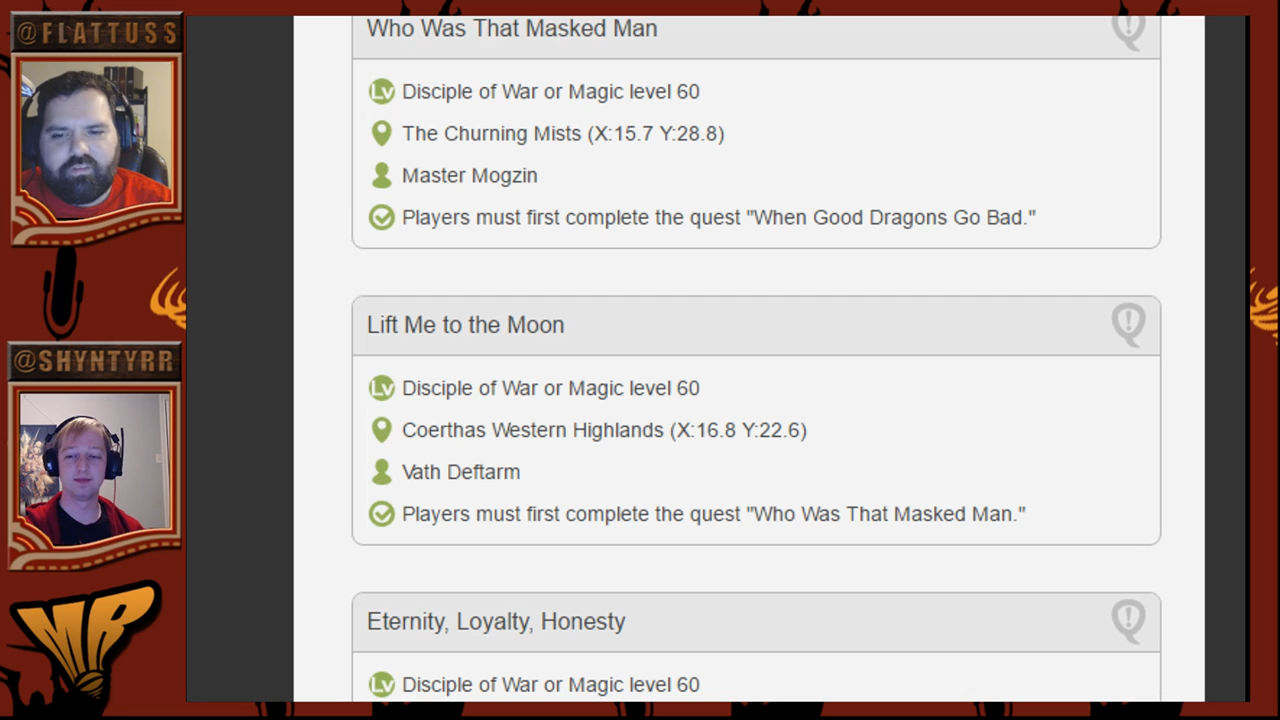 @FLATTUSS
@SHYNTYRR
MR
Who Was That Masked Man
Lv Disciple of War or Magic level 60
The Churning Mists (X:15.7 Y:28.8)
Master Mogzin
Players must first complete the quest "When Good Dragons Go Bad."
Lift Me to the Moon
Lv Disciple of War or Magic level 60
Coerthas Western Highlands (X:16.8 Y:22.6)
Vath Deftarm
Players must first complete the quest "Who Was That Masked Man."
Eternity, Loyalty, Honesty
Lv Disciple of War or Magic level 60